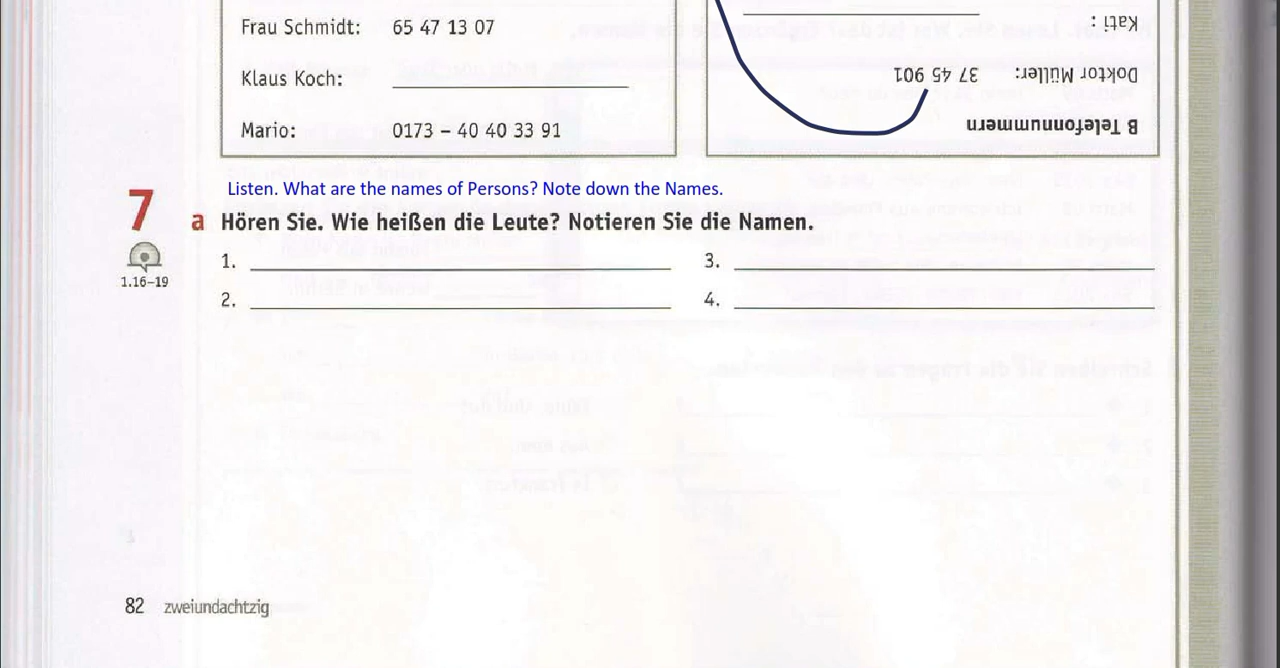 Frau Schmidt: 65 47 13 07
Klaus Koch:
Mario: 0173 – 40 40 33 91
Kati :
Doktor Müller: 37 45 901
B Telefonnummern
Listen. What are the names of Persons? Note down the Names.
7 a Hören Sie. Wie heißen die Leute? Notieren Sie die Namen.
1.16–19
1. 3.
2. 4.
82 zweiundachtzig